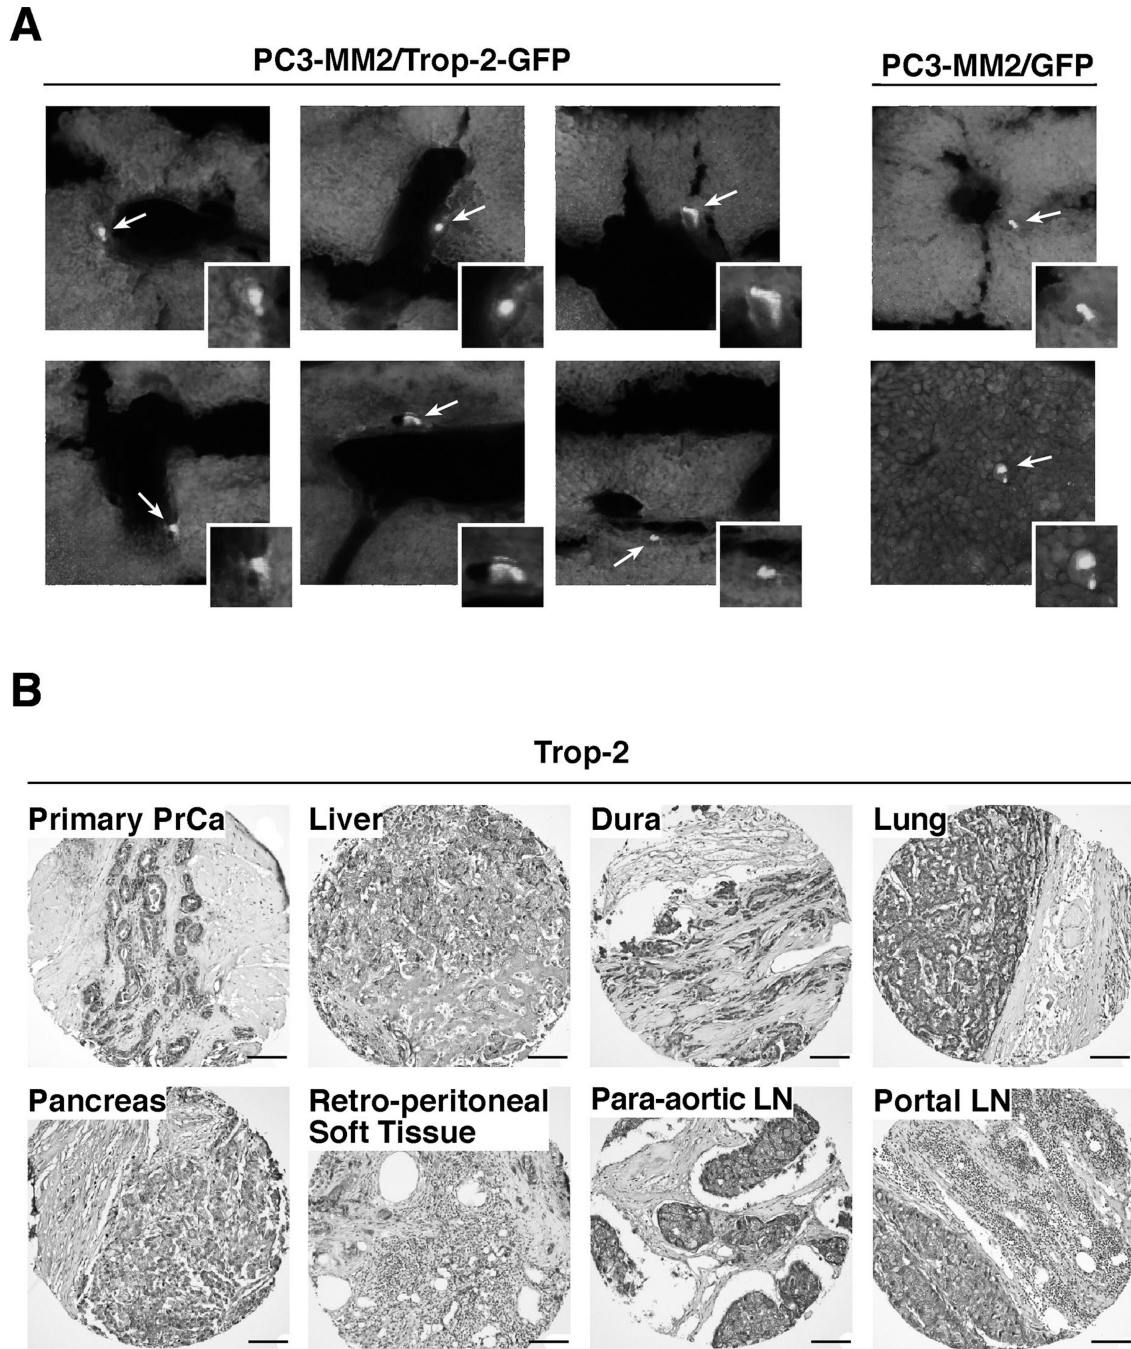 A
PC3-MM2/Trop-2-GFP
PC3-MM2/GFP
B
Trop-2
Primary PrCa
Liver
Dura
Lung
Pancreas
Retro-peritoneal
Soft Tissue
Para-aortic LN
Portal LN